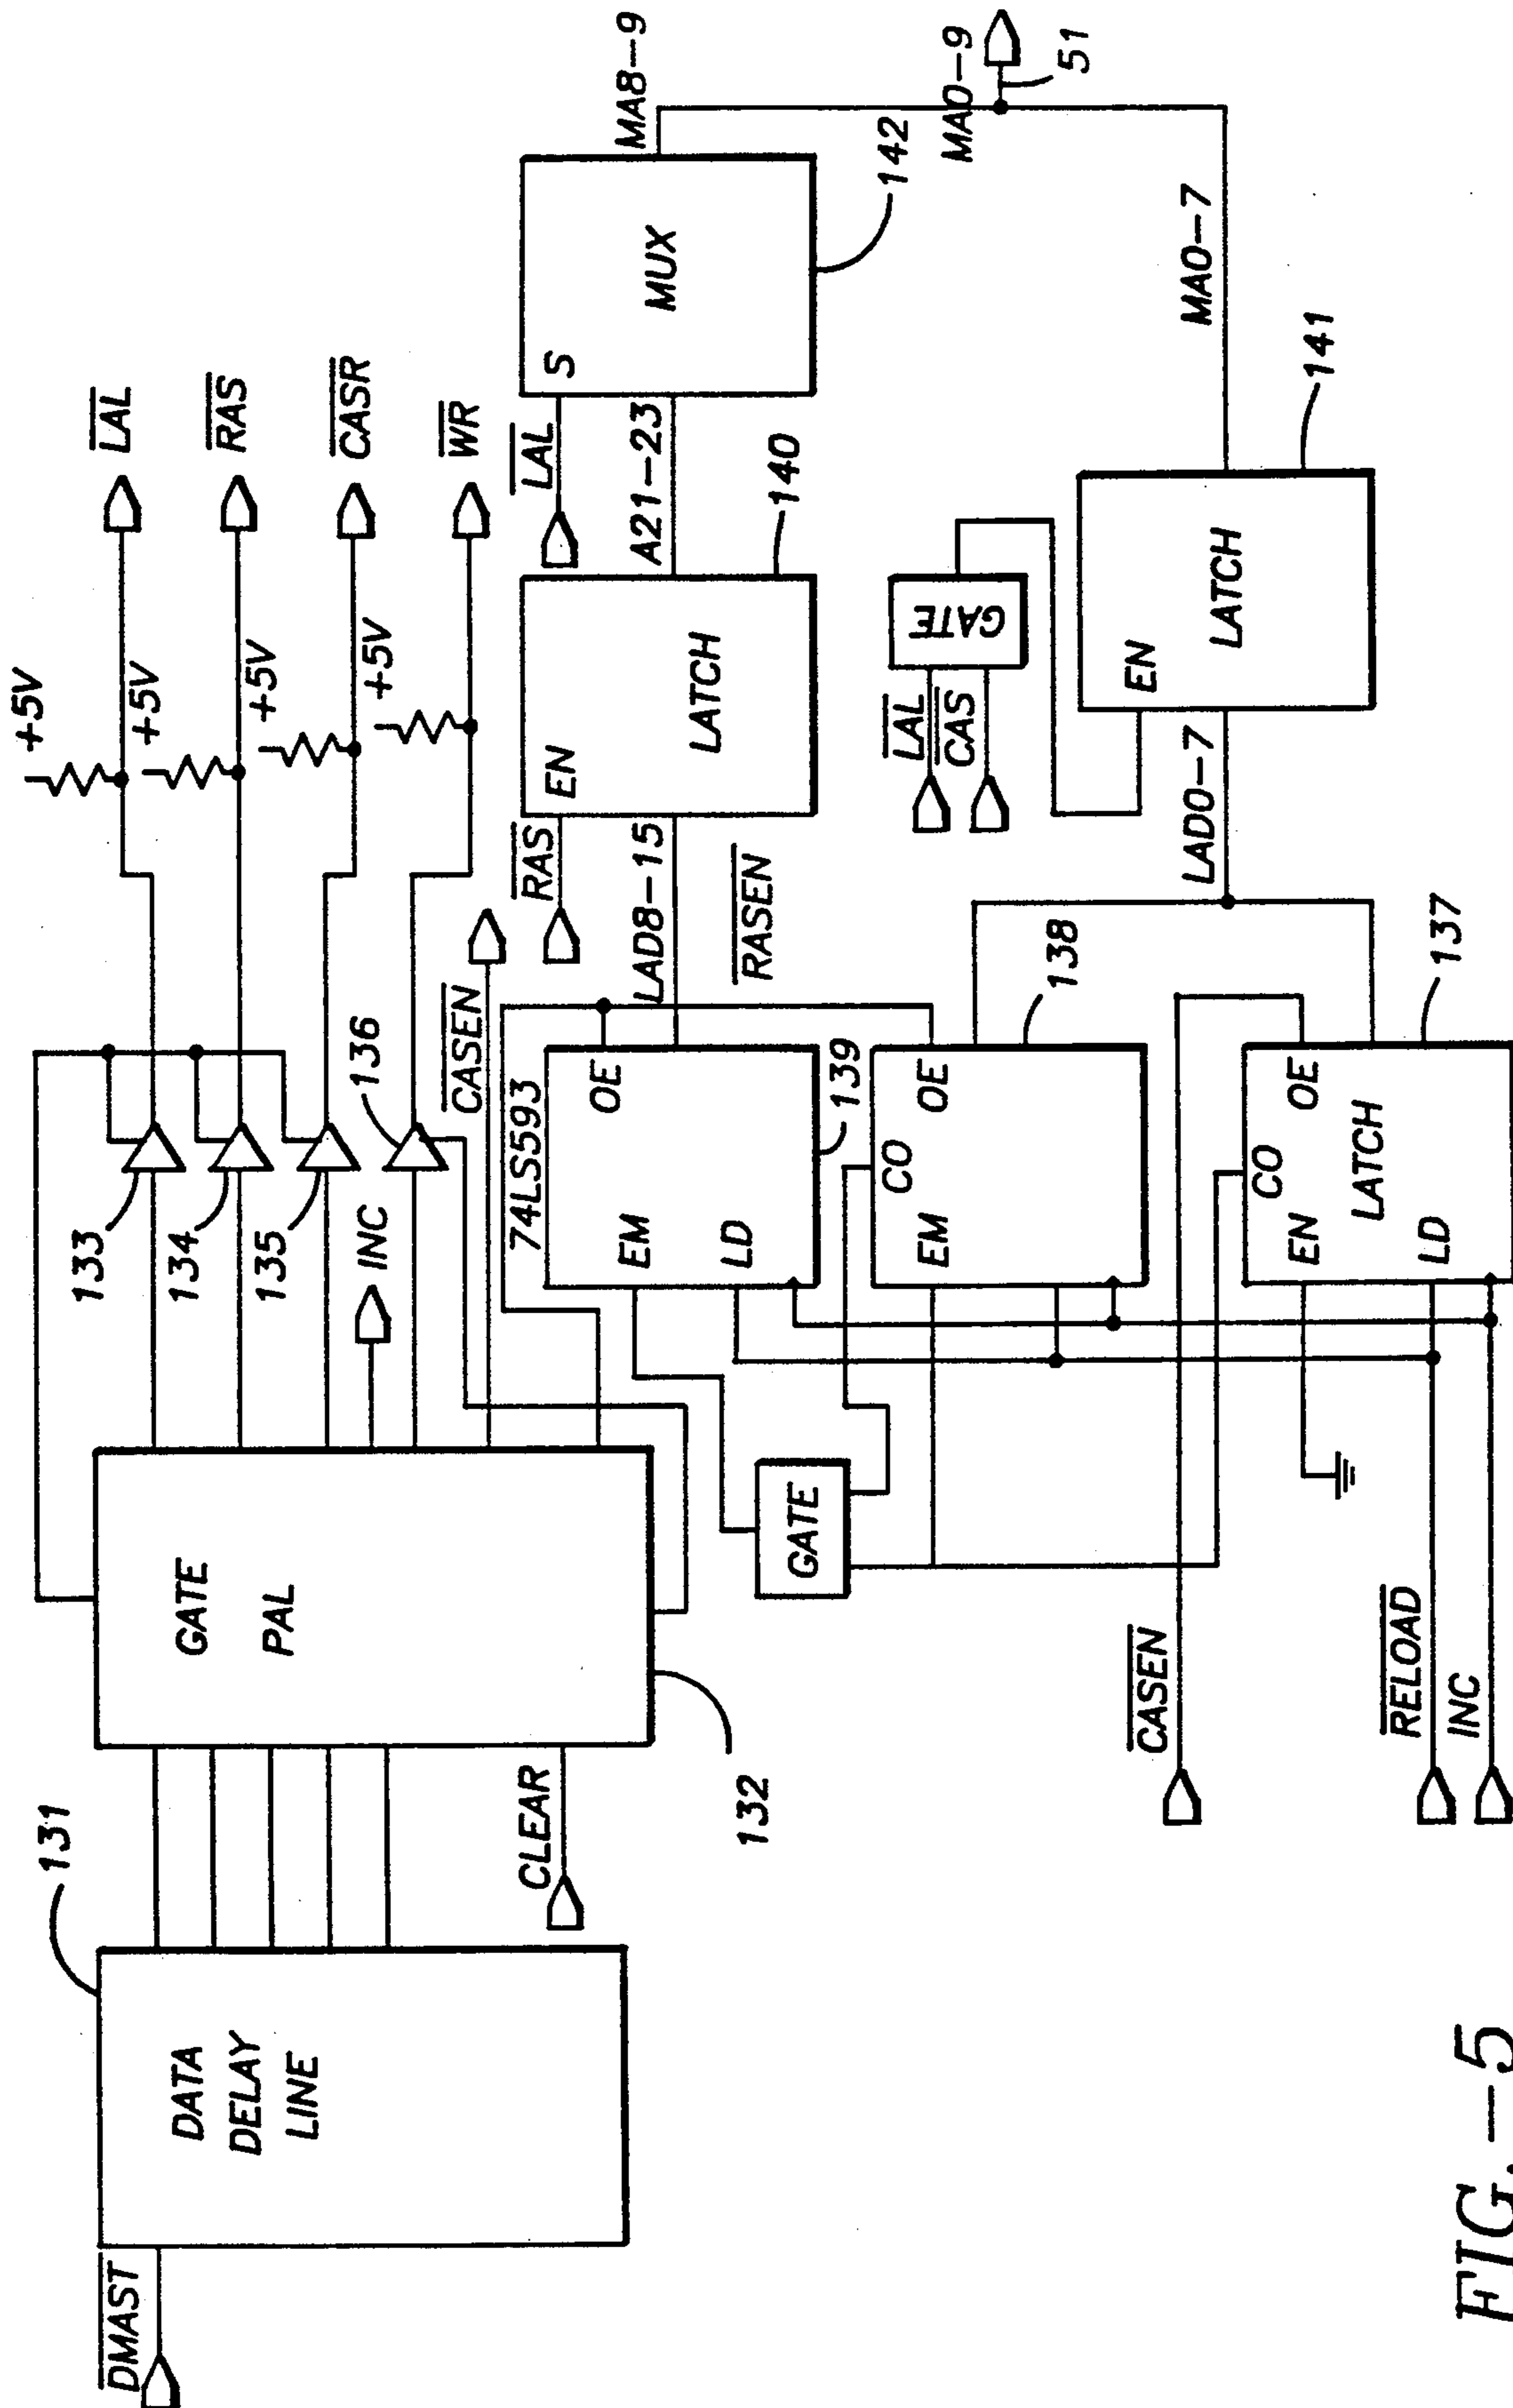 DMAST
DATA
DELAY
LINE
131
GATE
PAL
CLEAR
132
133
134
135
136
INC
CASEN
+5V
+5V
+5V
+5V
LAL
RAS
CASR
WR
74LS593
OE
EM
LD
139
LAD8-15
RASEN
RAS
EN
LATCH
140
A21-23
LAL
S
MUX
142
MA8-9
MA0-9
51
GATE
CO
EM
OE
138
LAL
CAS
GATE
CASEN
RELOAD
INC
CO
EN
OE
LATCH
LD
137
LAD0-7
EN
LATCH
141
MA0-7
FIG.-5